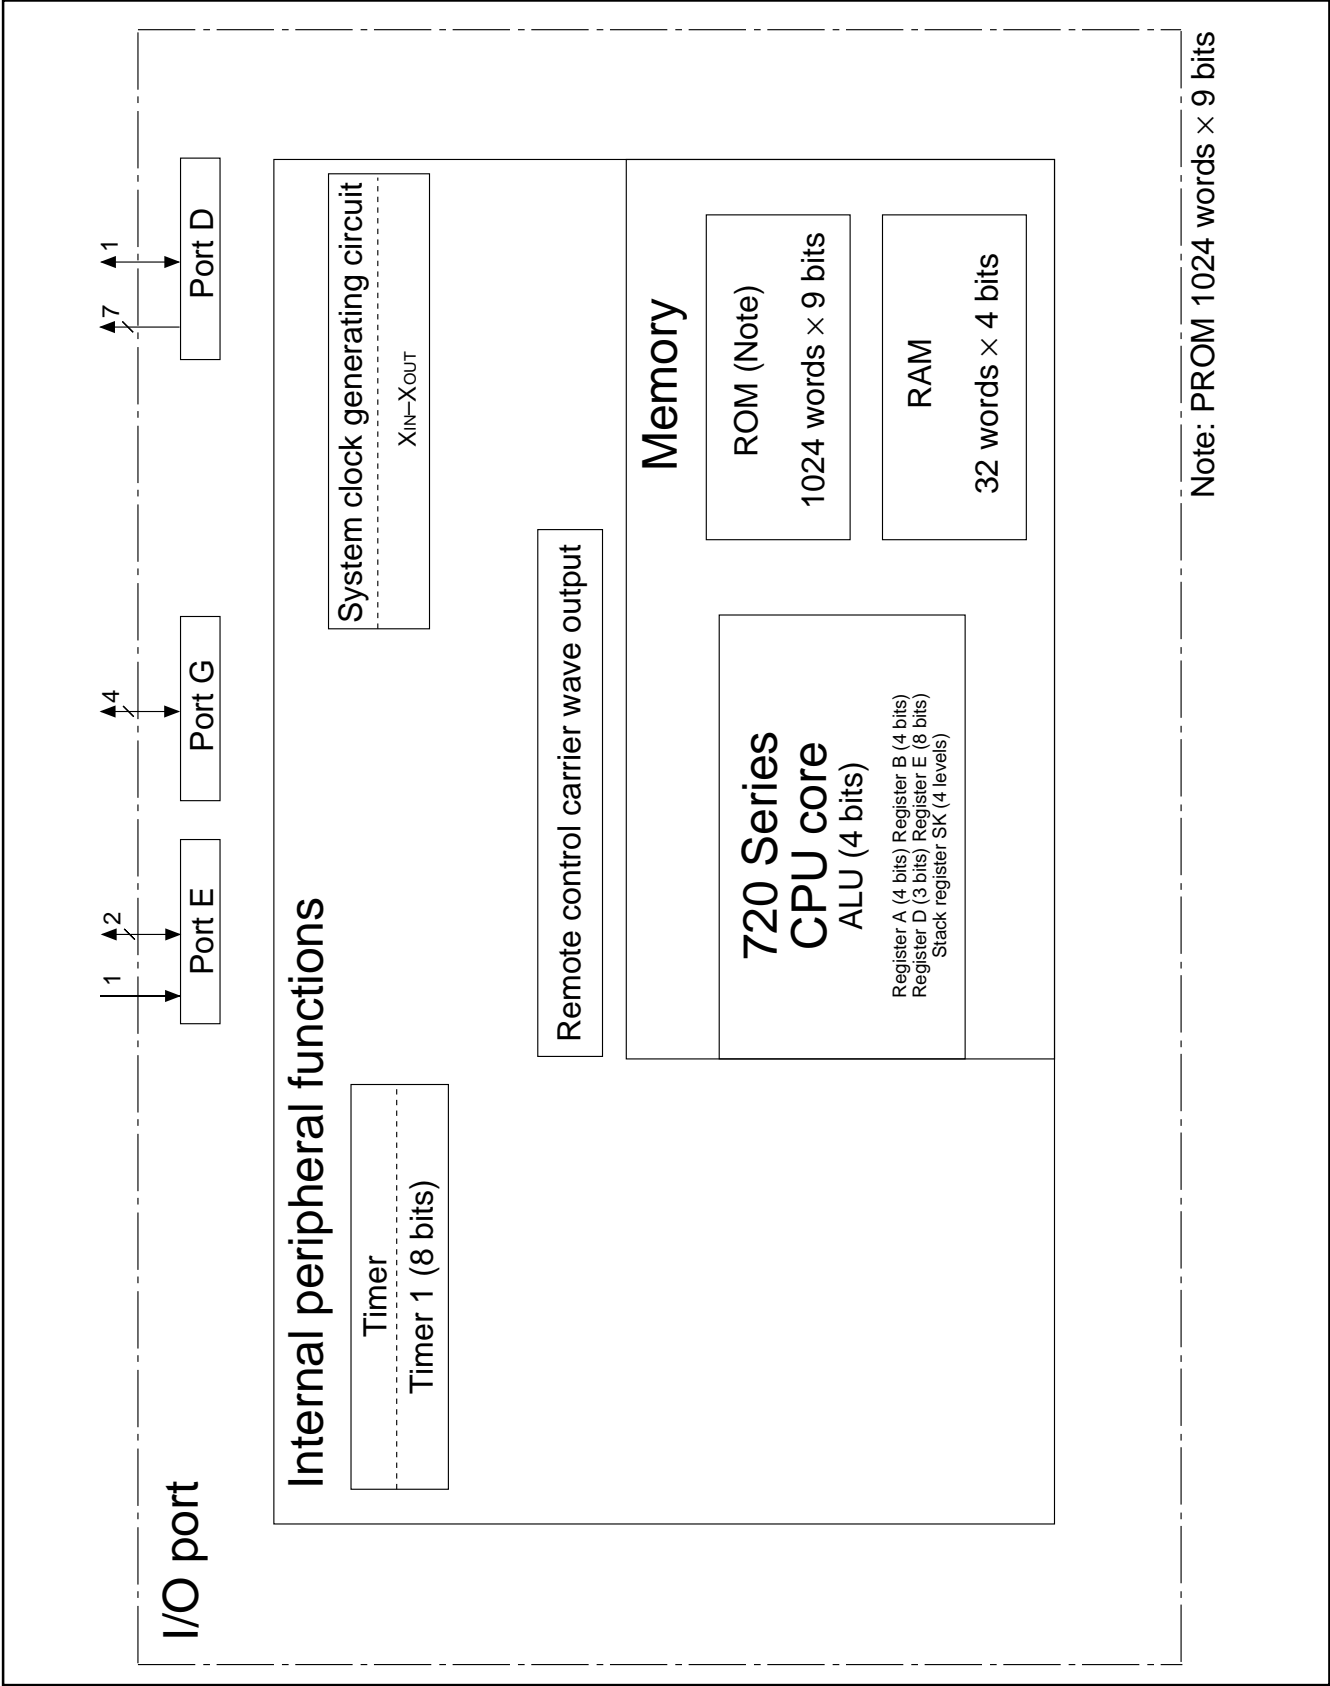 I/O port
1
2
4
7
1
Port E
Port G
Port D
Internal peripheral functions
Timer
Timer 1 (8 bits)
System clock generating circuit
XIN–XOUT
Remote control carrier wave output
720 Series
CPU core
ALU (4 bits)
Register A (4 bits) Register B (4 bits)
Register D (3 bits) Register E (8 bits)
Stack register SK (4 levels)
Memory
ROM (Note)
1024 words × 9 bits
RAM
32 words × 4 bits
Note: PROM 1024 words × 9 bits